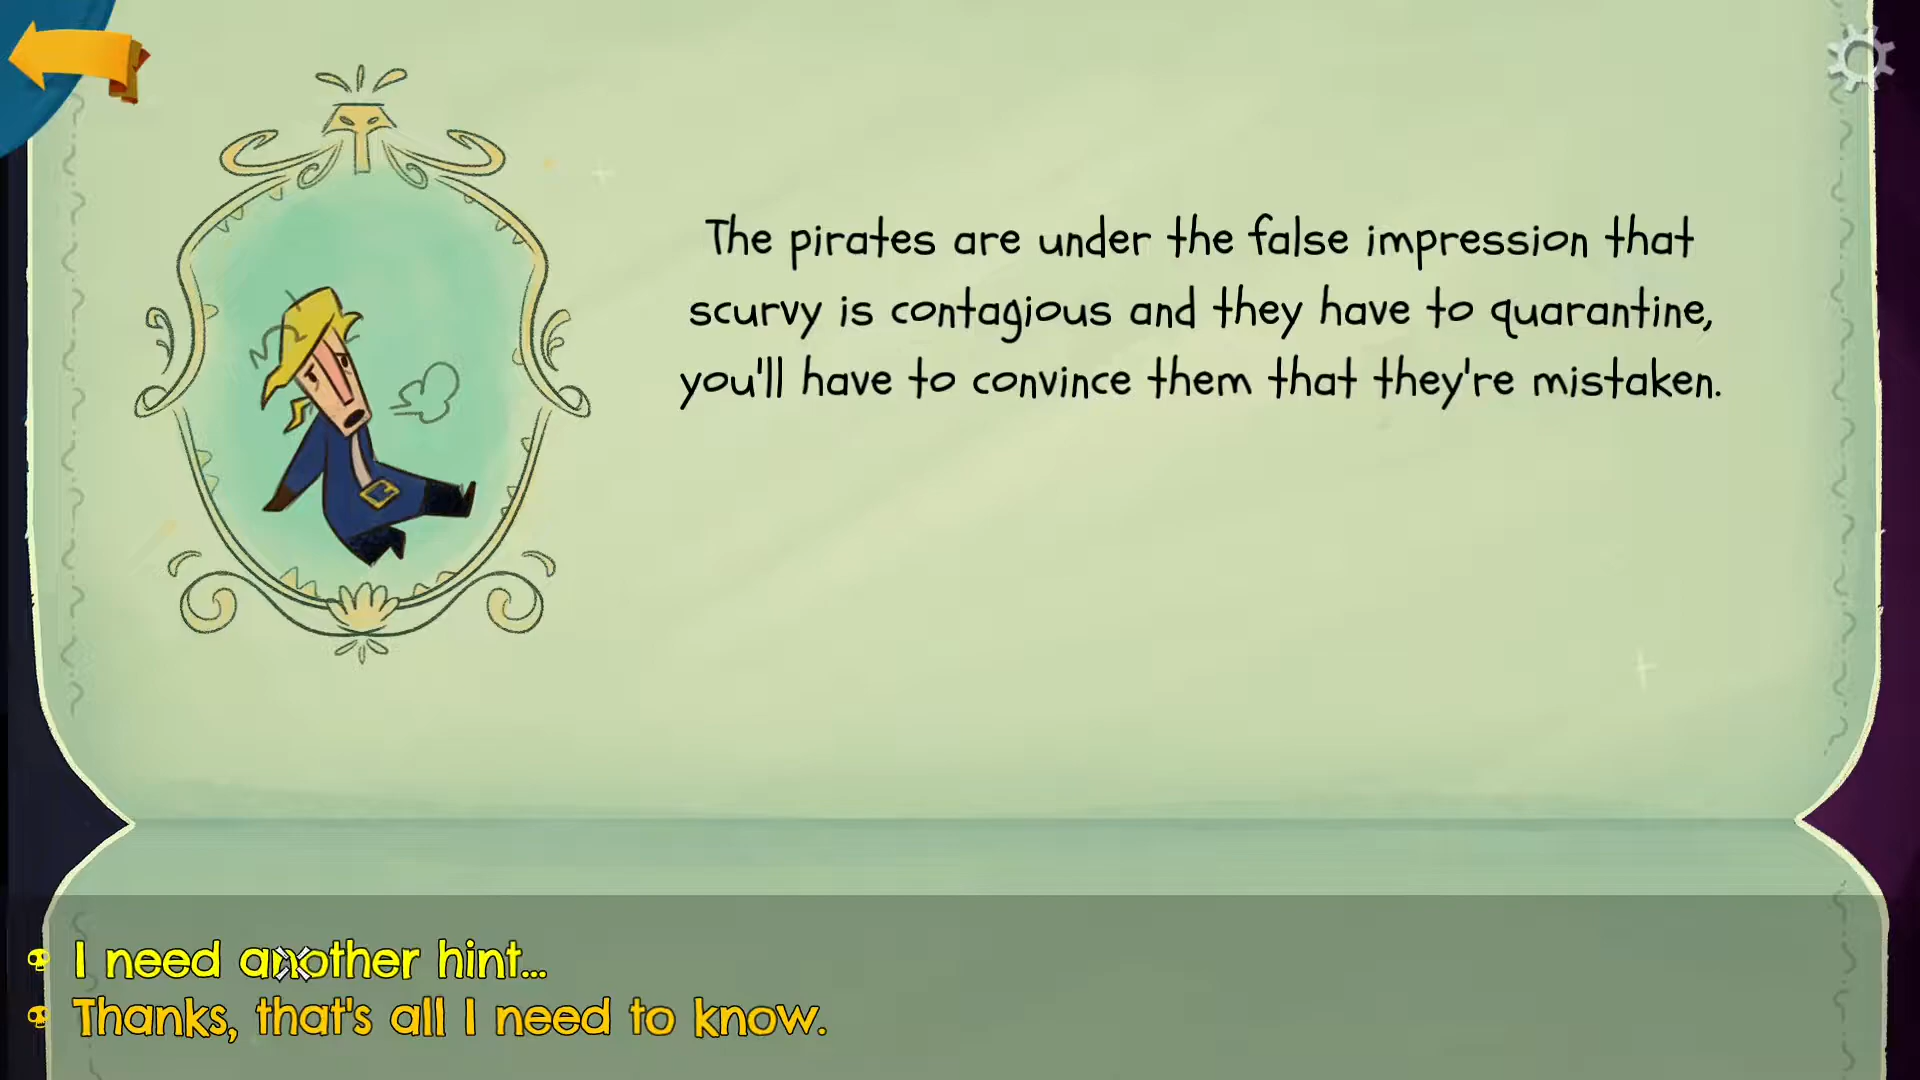 The pirates are under the false impression that
scurvy is contagious and they have to quarantine,
you'll have to convince them that they're mistaken.
I need another hint...
Thanks, that's all I need to know.